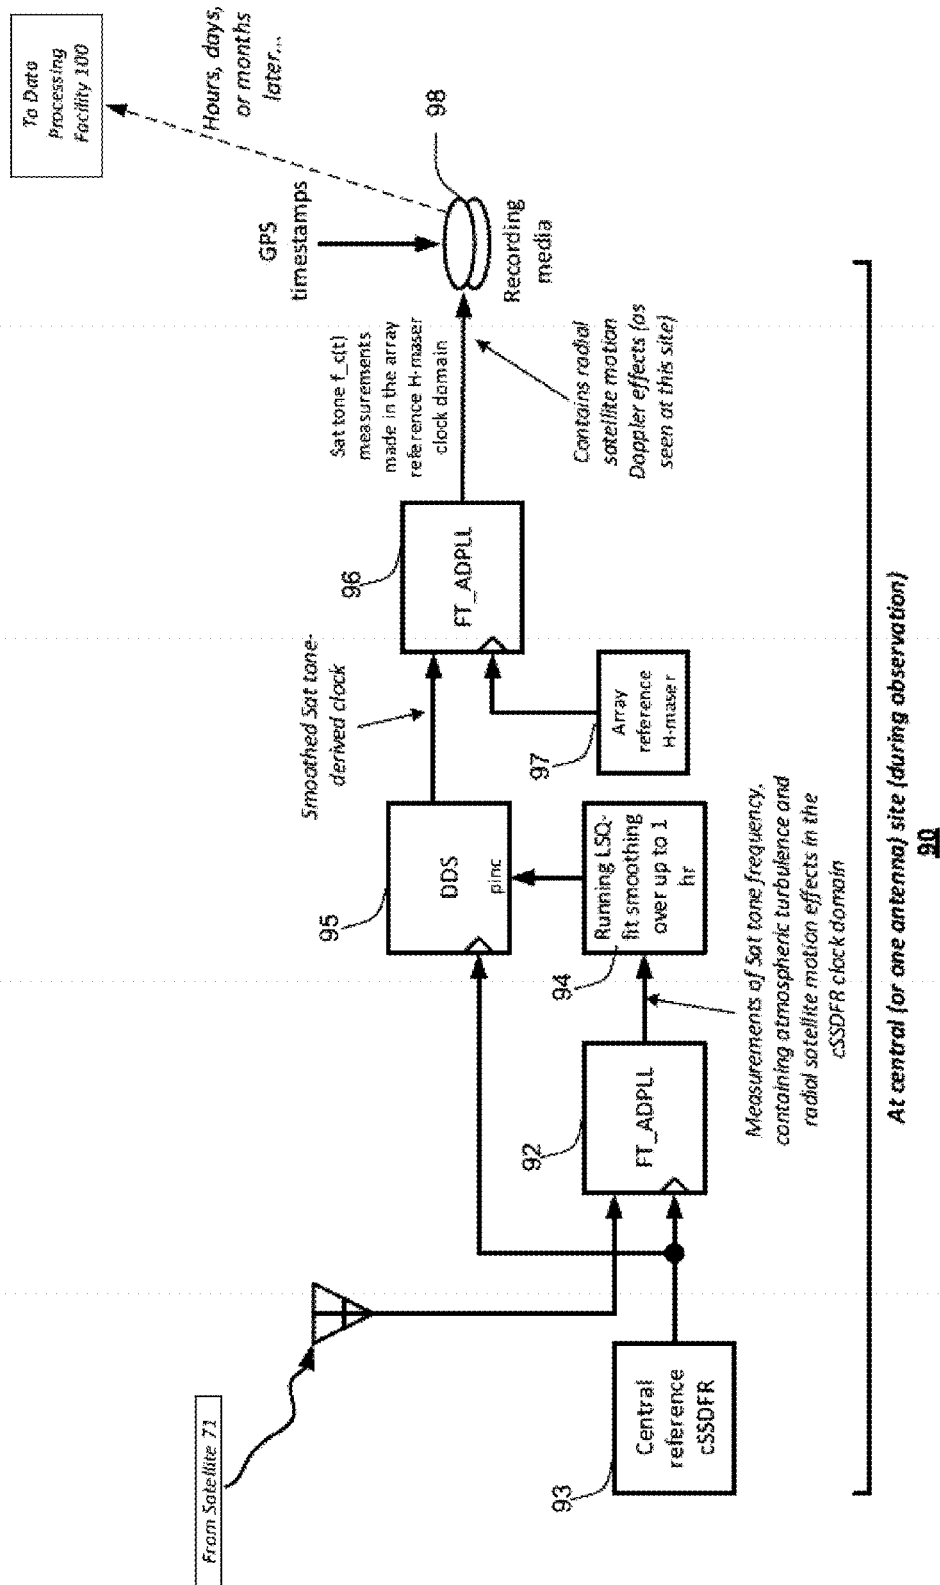 From Satellite 71
93
Central
reference
cSSDFR
92
FT_ADPLL
Measurements of Sat tone frequency,
containing atmospheric turbulence and
radial satellite motion effects in the
cSSDFR clock domain
94
Running LSQ-
fit smoothing
over up to 1
hr
95
DDS
pinc
Smoothed Sat tone-
derived clock
97
Array
reference
H-maser
96
FT_ADPLL
Sat tone f_c(t)
measurements
made in the array
reference H-maser
clock domain
Contains radial
satellite motion
Doppler effects (as
seen at this site)
GPS
timestamps
98
Recording
media
Hours, days,
or months
later...
To Data
Processing
Facility 100
At central (or one antenna) site (during observation)
90